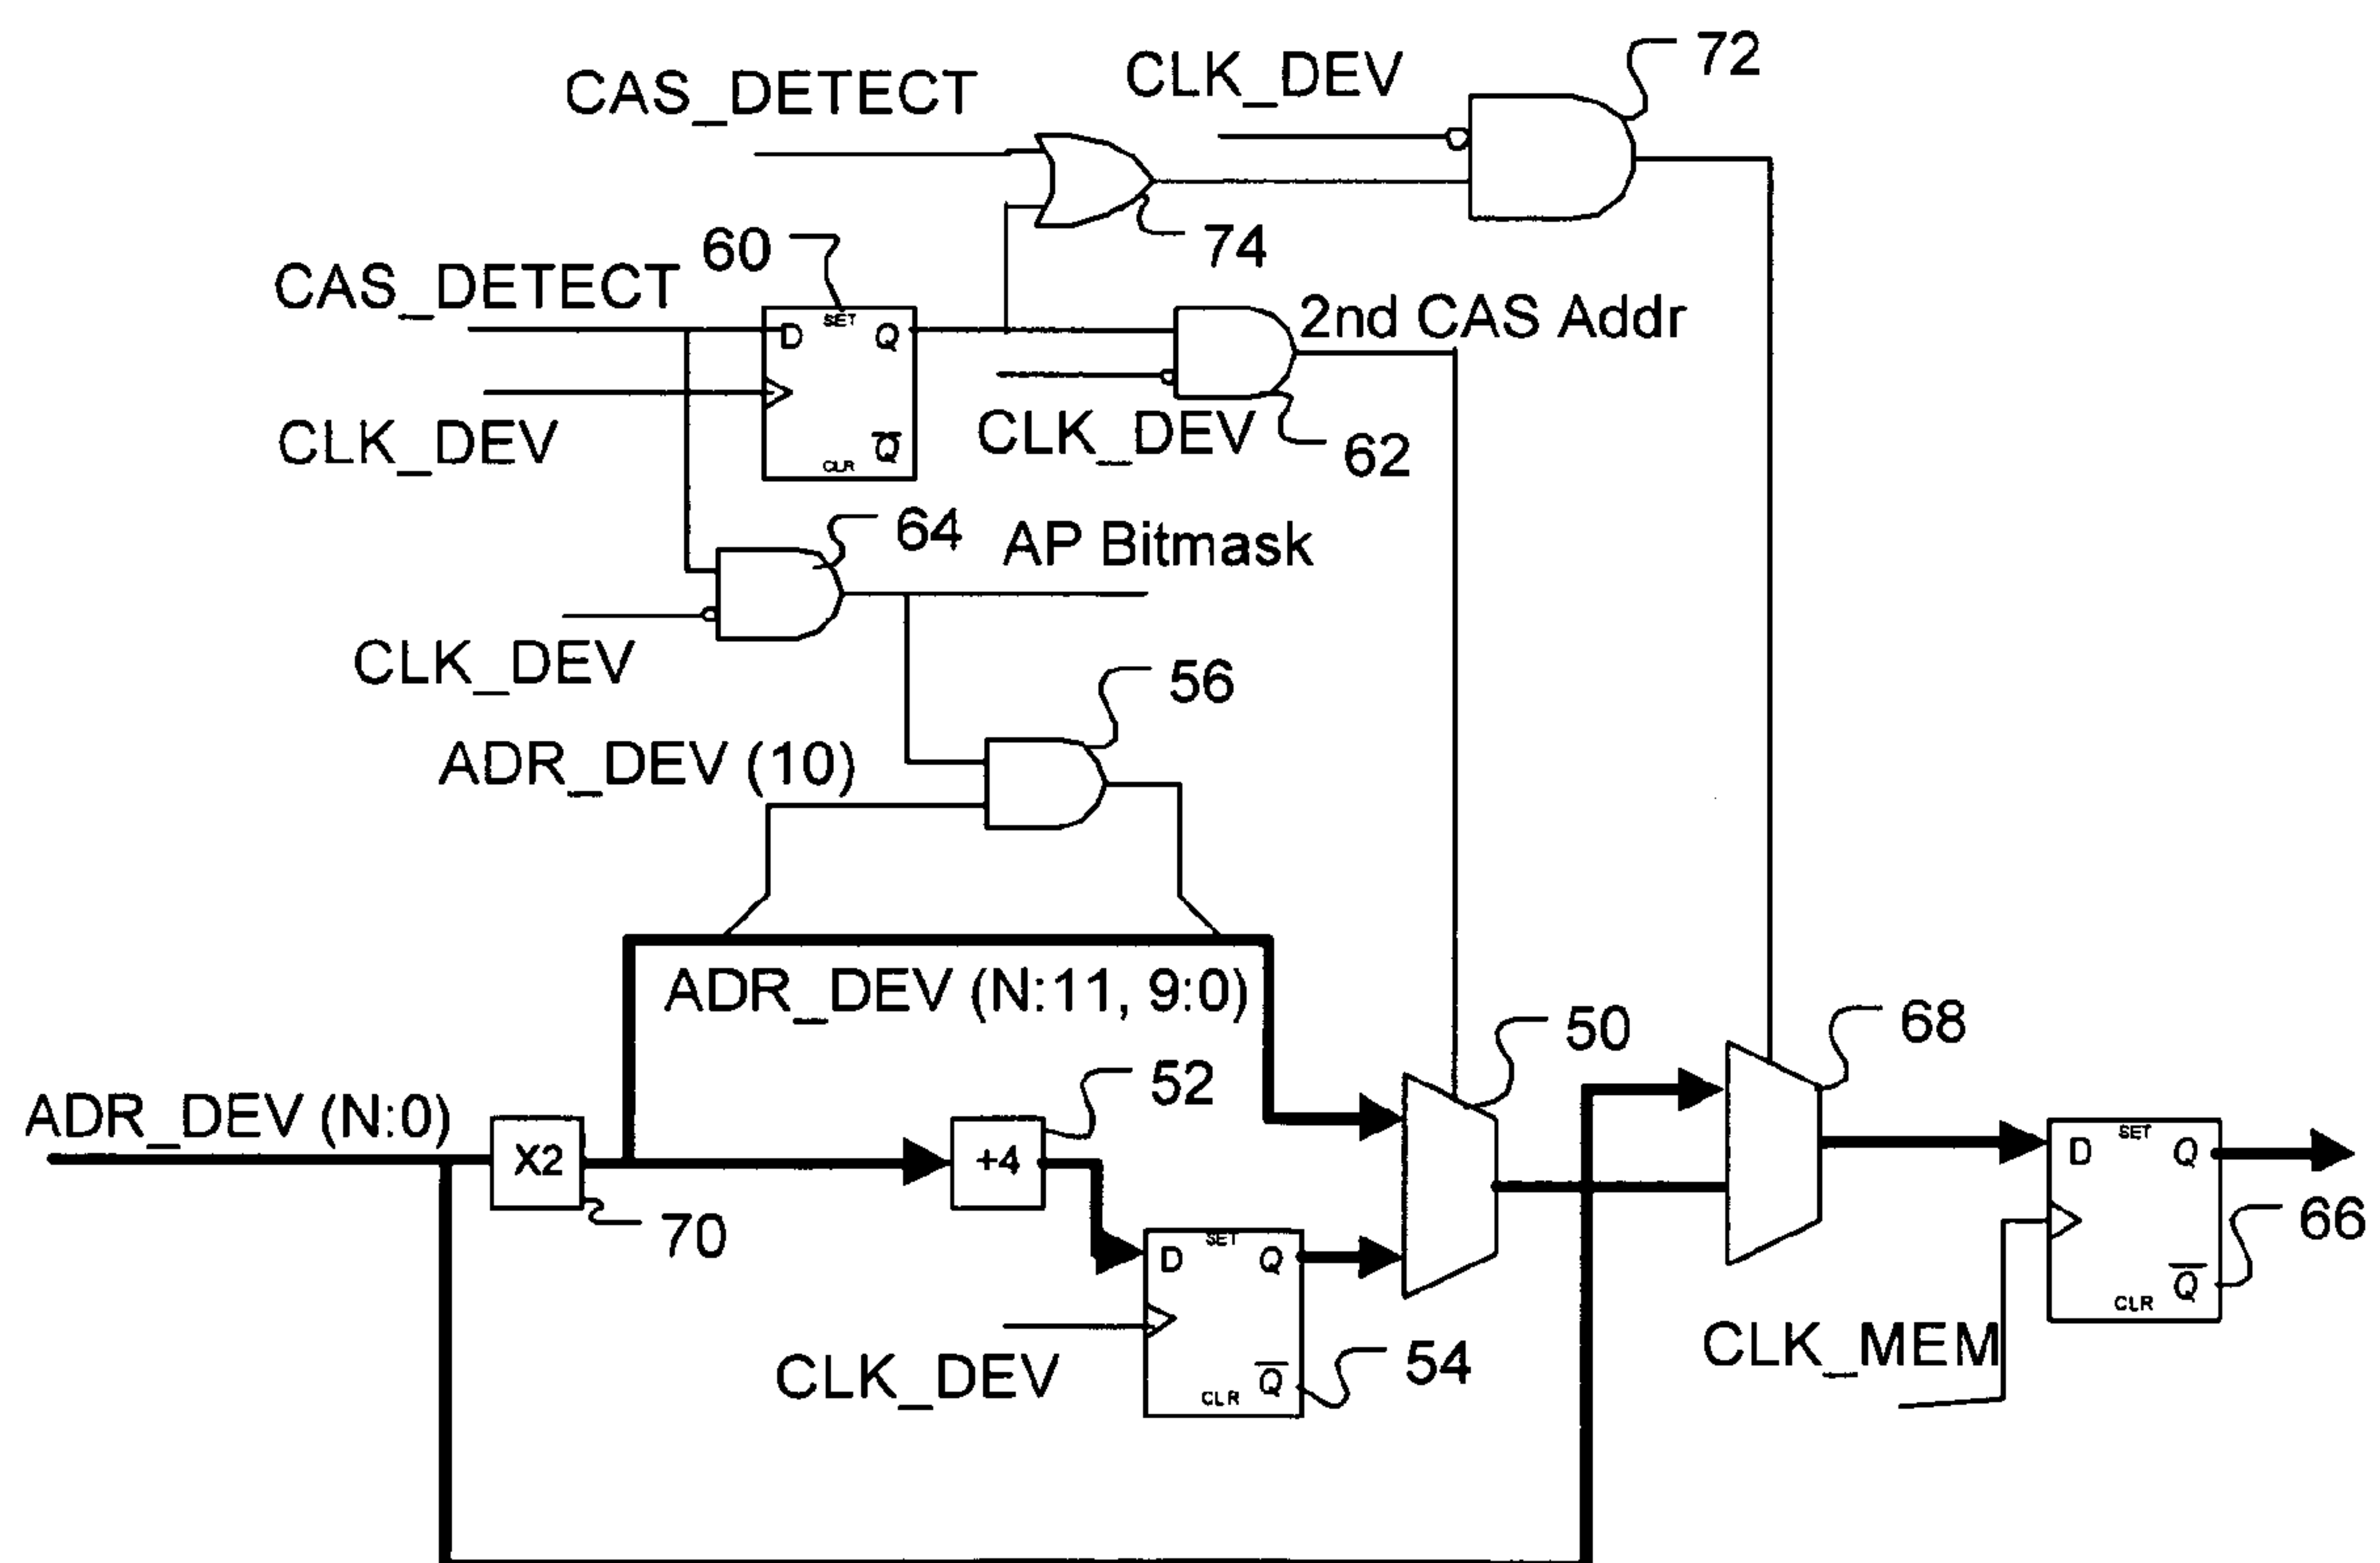 CLK_DEV
72
CAS_DETECT
74
60
CAS_DETECT
SET
D
Q
2nd CAS Addr
CLK_DEV
Q
CLR
CLK_DEV
62
64
AP Bitmask
CLK_DEV
56
ADR_DEV (10)
ADR_DEV (N:11, 9:0)
50
68
52
ADR_DEV (N:0)
X2
+4
70
SET
D
Q
SET
D
Q
66
Q
CLR
CLK_MEM
CLK_DEV
Q
CLR
54